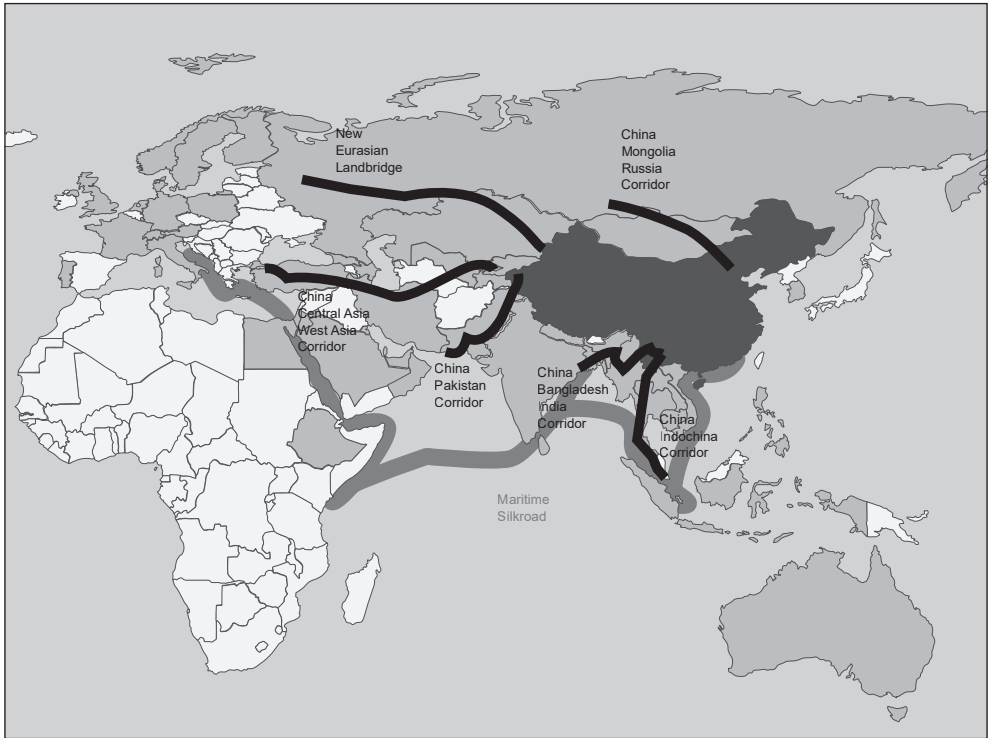 New
Eurasian
Landbridge
China
Mongolia
Russia
Corridor
China
Central Asia
West Asia
Corridor
China
Pakistan
Corridor
China
Bangladesh
India
Corridor
China
Indochina
Corridor
Maritime
Silkroad